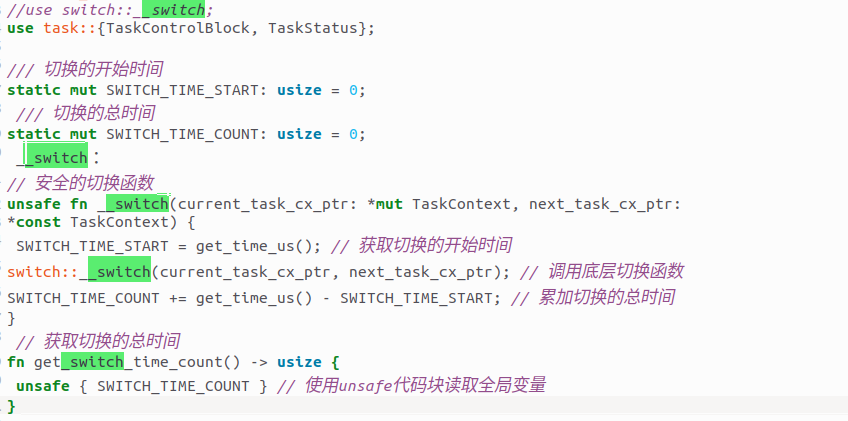 //use switch::__switch;
use task::{TaskControlBlock, TaskStatus};
/// 切换的开始时间
static mut SWITCH_TIME_START: usize = 0;
/// 切换的总时间
static mut SWITCH_TIME_COUNT: usize = 0;
__switch：
// 安全的切换函数
unsafe fn __switch(current_task_cx_ptr: *mut TaskContext, next_task_cx_ptr:
*const TaskContext) {
SWITCH_TIME_START = get_time_us(); // 获取切换的开始时间
switch::__switch(current_task_cx_ptr, next_task_cx_ptr); // 调用底层切换函数
SWITCH_TIME_COUNT += get_time_us() - SWITCH_TIME_START; // 累加切换的总时间
}
// 获取切换的总时间
fn get_switch_time_count() -> usize {
unsafe { SWITCH_TIME_COUNT } // 使用unsafe代码块读取全局变量
}